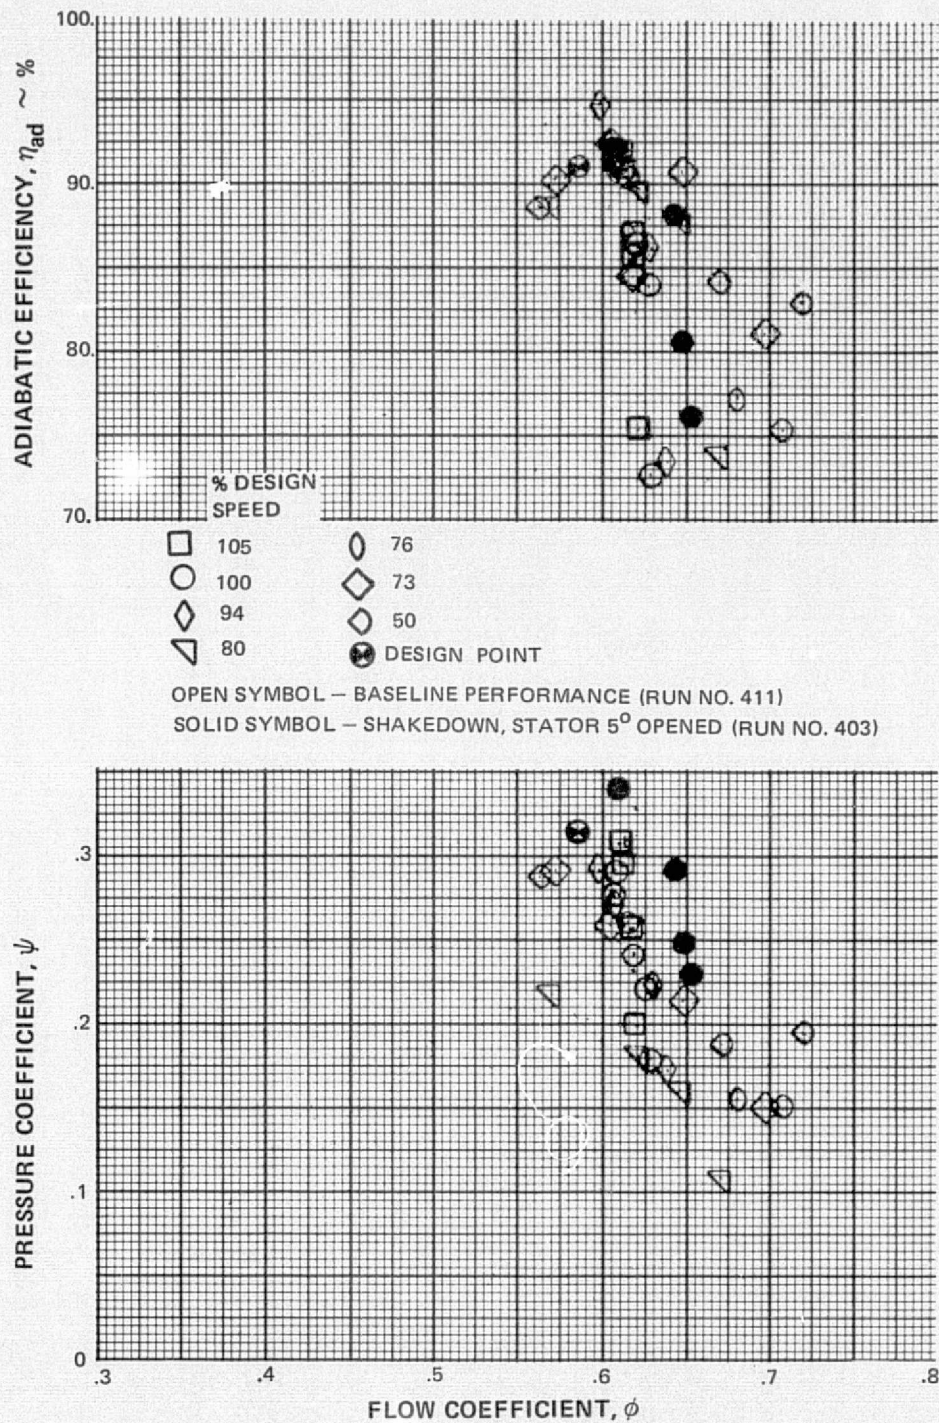 100.
90.
80.
70.
ADIABATIC EFFICIENCY, ηad ~ %
% DESIGN
SPEED
105
100
94
80
76
73
50
DESIGN POINT
OPEN SYMBOL – BASELINE PERFORMANCE (RUN NO. 411)
SOLID SYMBOL – SHAKEDOWN, STATOR 5° OPENED (RUN NO. 403)
.3
.2
.1
0
PRESSURE COEFFICIENT, ψ
.3 .4 .5 .6 .7 .8
FLOW COEFFICIENT, ϕ